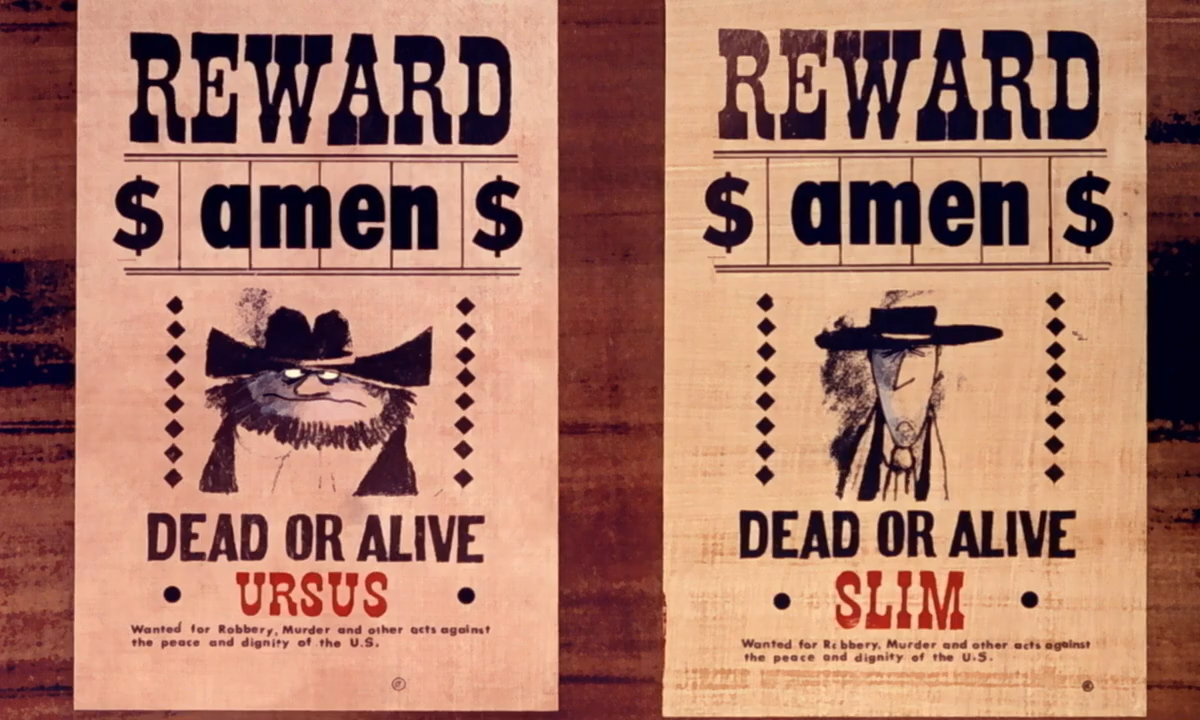 REWARD
$ amen $
DEAD OR ALIVE
URSUS
Wanted for Robbery, Murder and other acts against
the peace and dignity of the U.S.
REWARD
$ amen $
DEAD OR ALIVE
SLIM
Wanted for Robbery, Murder and other acts against
the peace and dignity of the U.S.